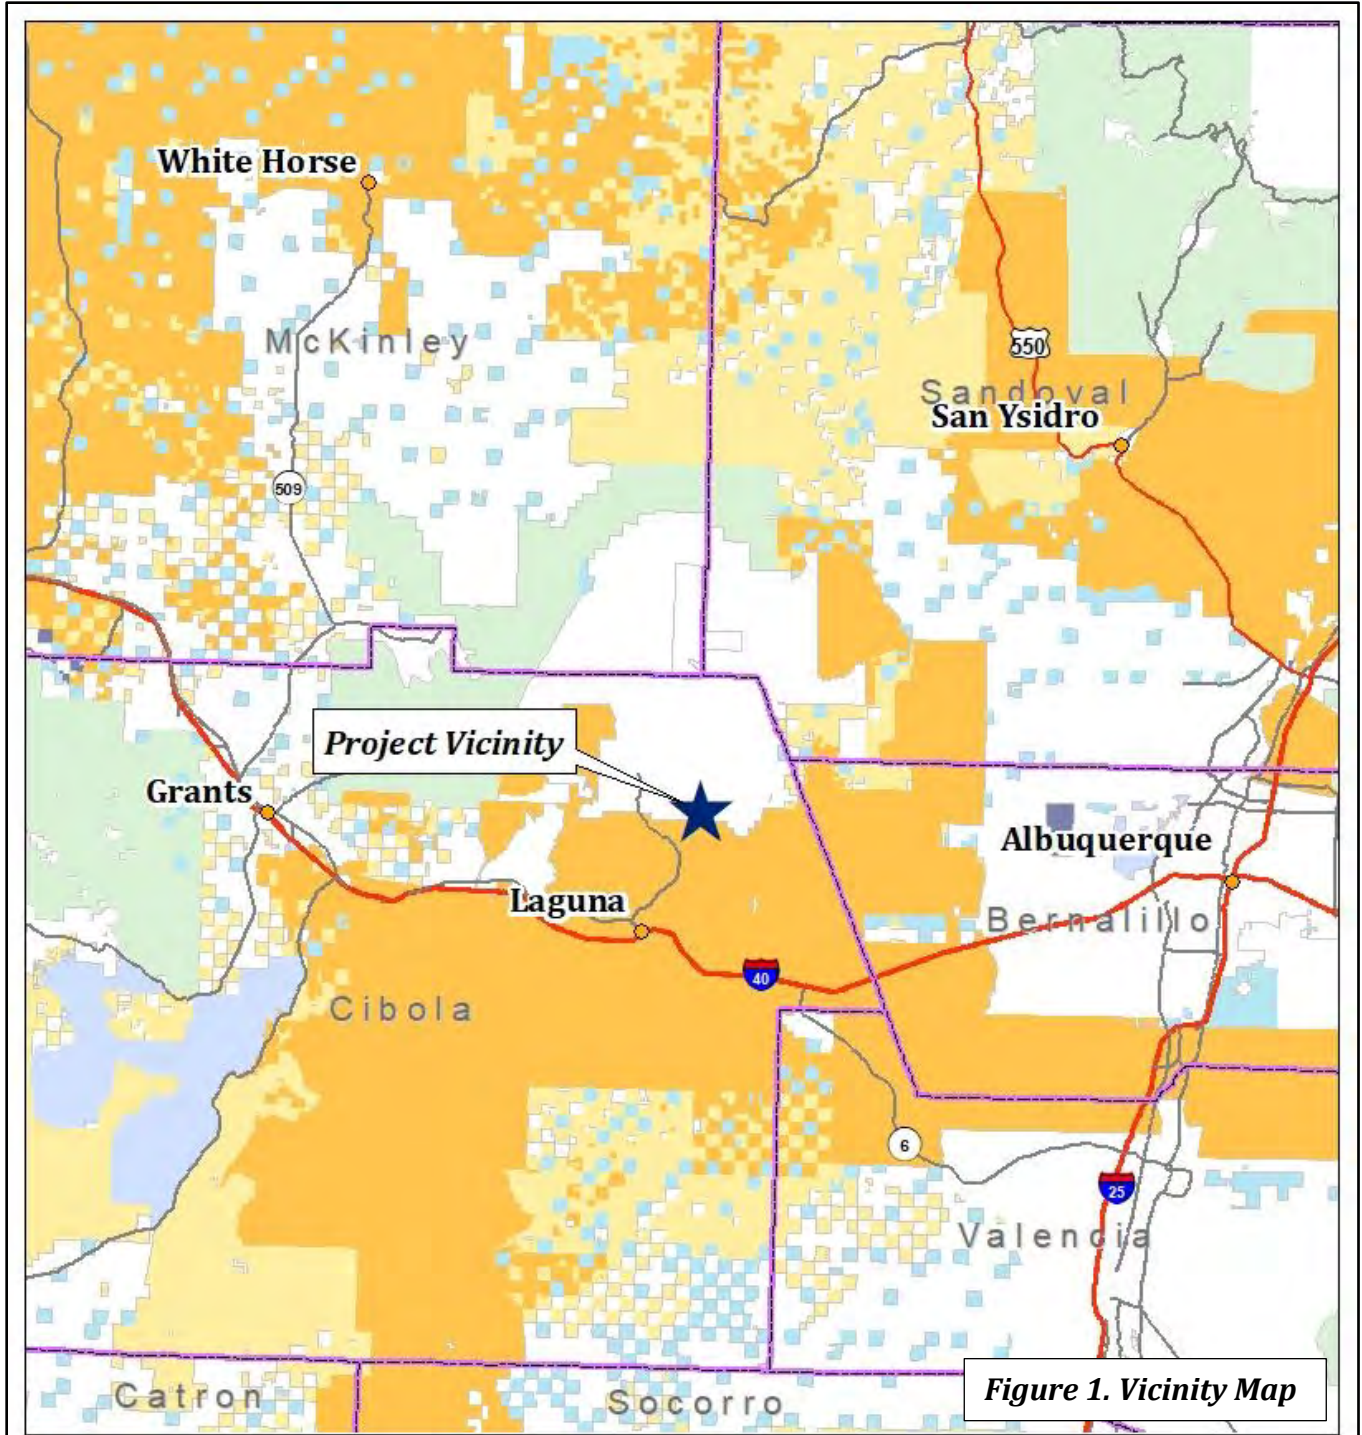 White Horse
McKinley
550
Sandoval
San Ysidro
509
Project Vicinity
Grants
Albuquerque
Laguna
Bernalillo
40
Cibola
6
25
Valencia
Catron
Socorro
Figure 1. Vicinity Map